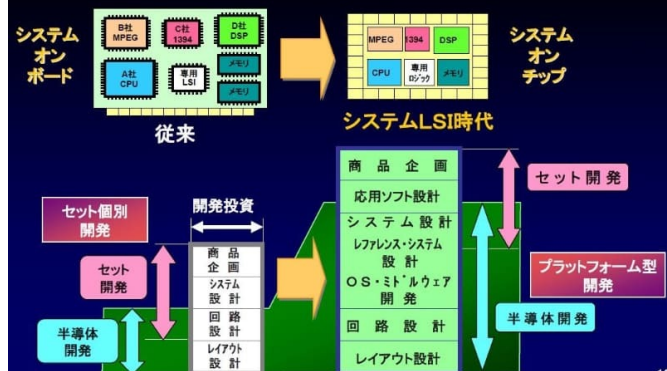 システム
オン
ボード
B社
MPEG
C社
1394
D社
DSP
A社
CPU
専用
LSI
メモリ
メモリ
従来
MPEG
1394
DSP
CPU
専用
ロジック
メモリ
システム
オン
チップ
システムLSI時代
セット個別
開発
開発投資
セット
開発
半導体
開発
商品
企画
システム
設計
回路
設計
レイアウト
設計
商品企画
応用ソフト設計
システム設計
レファレンス・システム
設計
OS・ミドルウェア
開発
回路設計
レイアウト設計
セット開発
プラットフォーム型
開発
半導体開発